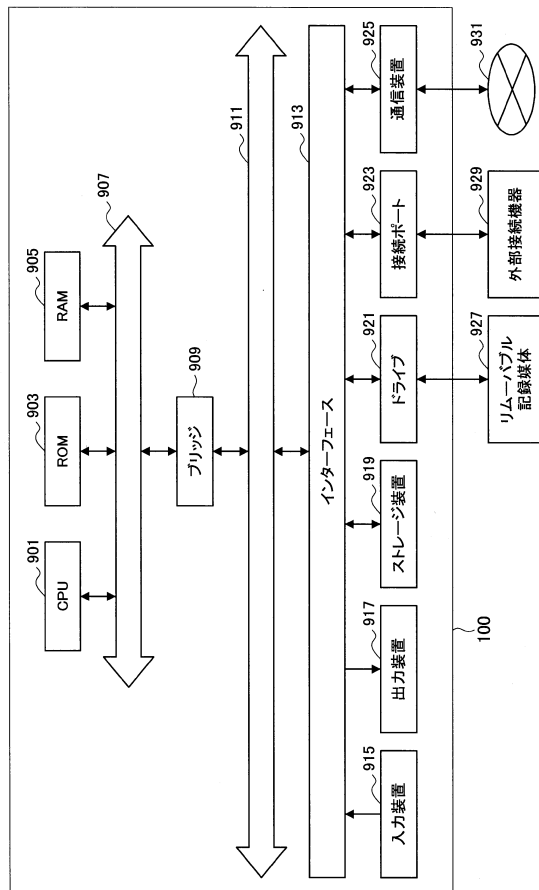 901
CPU
903
ROM
905
RAM
907
909
ブリッジ
911
913
インターフェース
915
入力装置
917
出力装置
919
ストレージ装置
921
ドライブ
923
接続ポート
925
通信装置
100
927
リムーバブル
記録媒体
929
外部接続機器
931